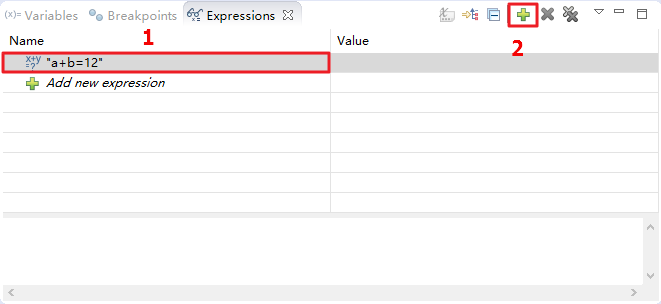 (x)= Variables Breakpoints Expressions
1
2
Name Value
x+y =? "a+b=12"
Add new expression